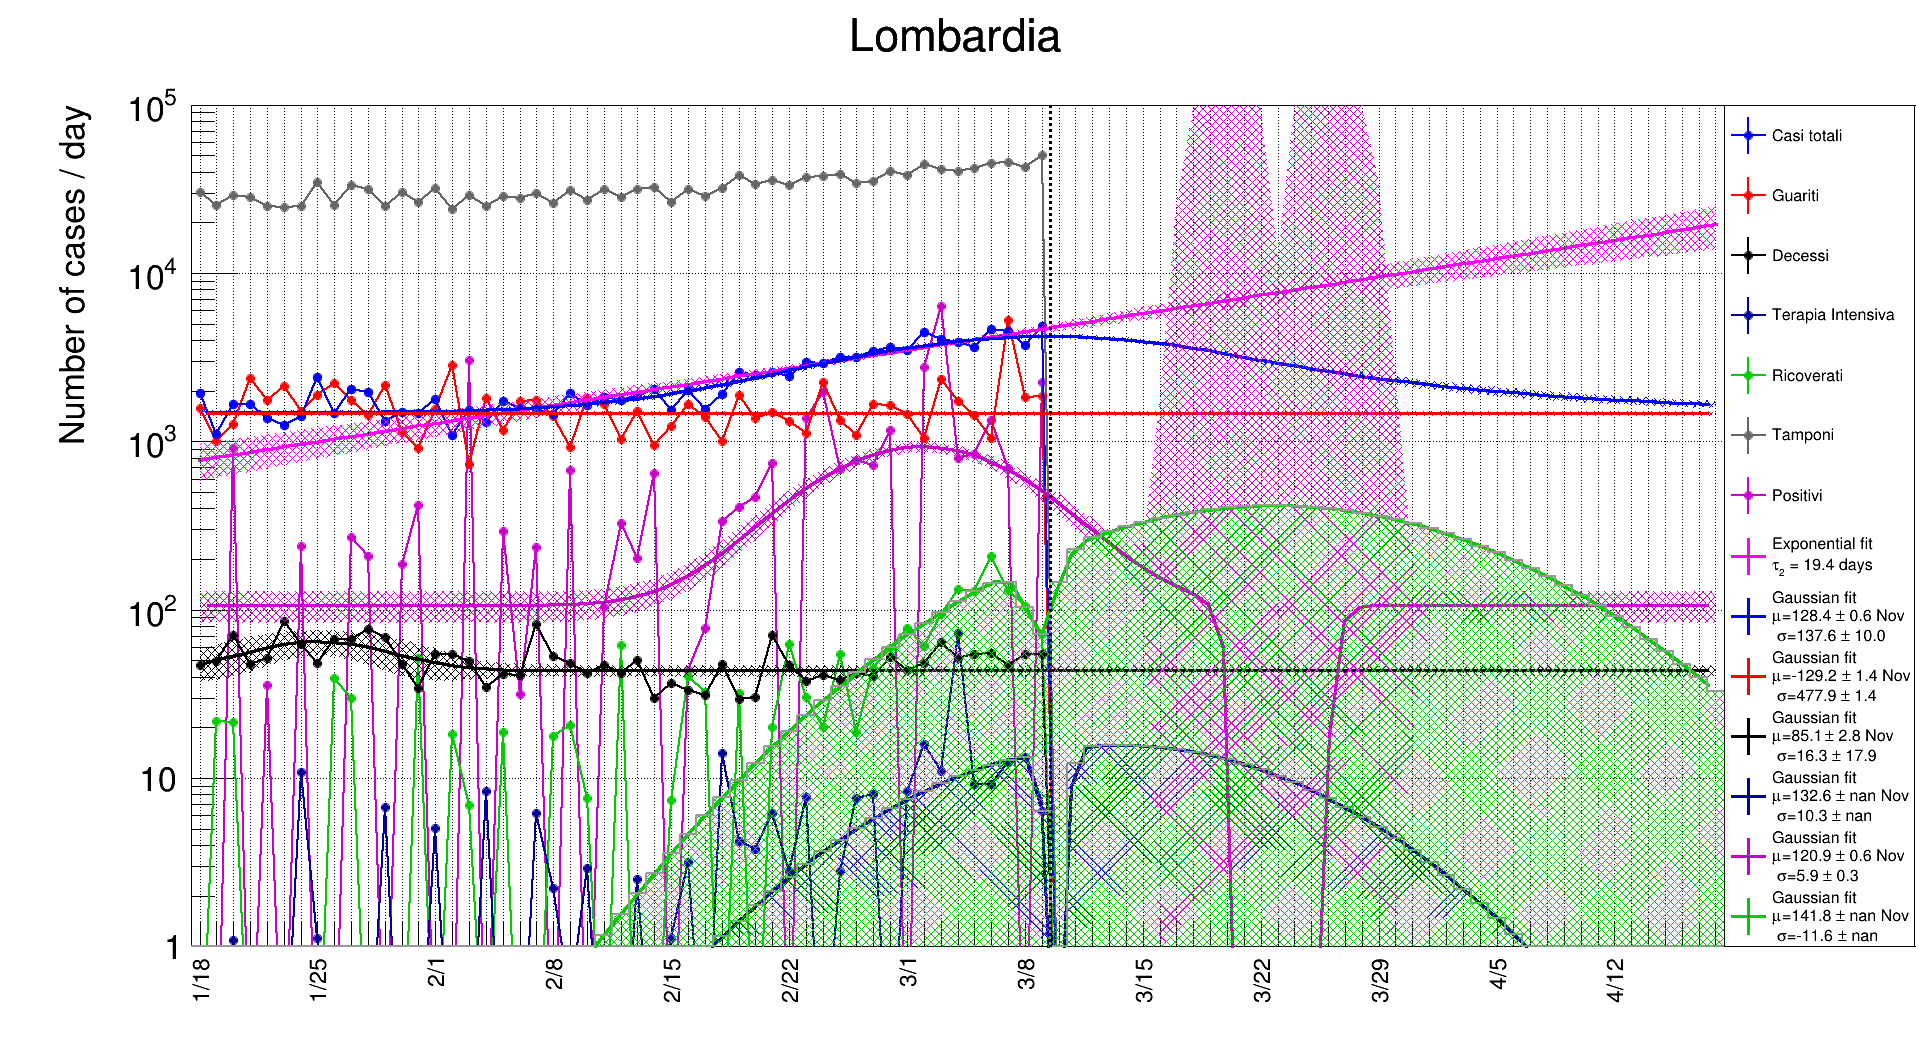 Lombardia
Number of cases / day
10^5
10^4
10^3
10^2
10
1
1/18
1/25
2/1
2/8
2/15
2/22
3/1
3/8
3/15
3/22
3/29
4/5
4/12
Casi totali
Guariti
Decessi
Terapia Intensiva
Ricoverati
Tamponi
Positivi
Exponential fit
τ₂ = 19.4 days
Gaussian fit
μ=128.4 ± 0.6 Nov
σ=137.6 ± 10.0
Gaussian fit
μ=-129.2 ± 1.4 Nov
σ=477.9 ± 1.4
Gaussian fit
μ=85.1 ± 2.8 Nov
σ=16.3 ± 17.9
Gaussian fit
μ=132.6 ± nan Nov
σ=10.3 ± nan
Gaussian fit
μ=120.9 ± 0.6 Nov
σ=5.9 ± 0.3
Gaussian fit
μ=141.8 ± nan Nov
σ=-11.6 ± nan